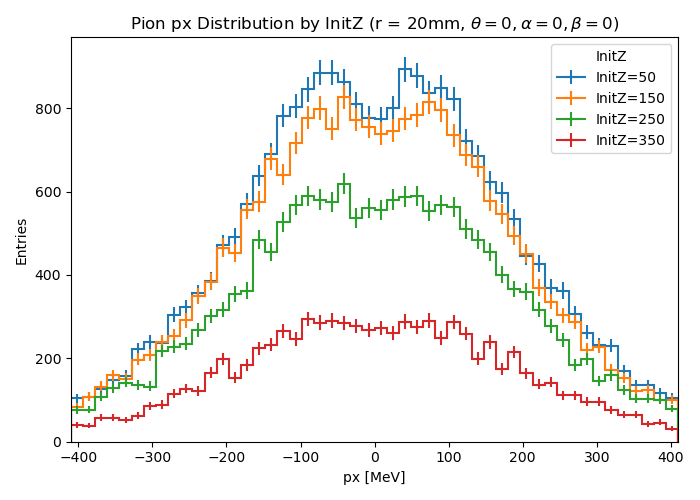 Pion px Distribution by InitZ (r = 20mm, θ = 0, α = 0, β = 0)
InitZ
InitZ=50
InitZ=150
InitZ=250
InitZ=350
Entries
800
600
400
200
0
−400 −300 −200 −100 0 100 200 300 400
px [MeV]